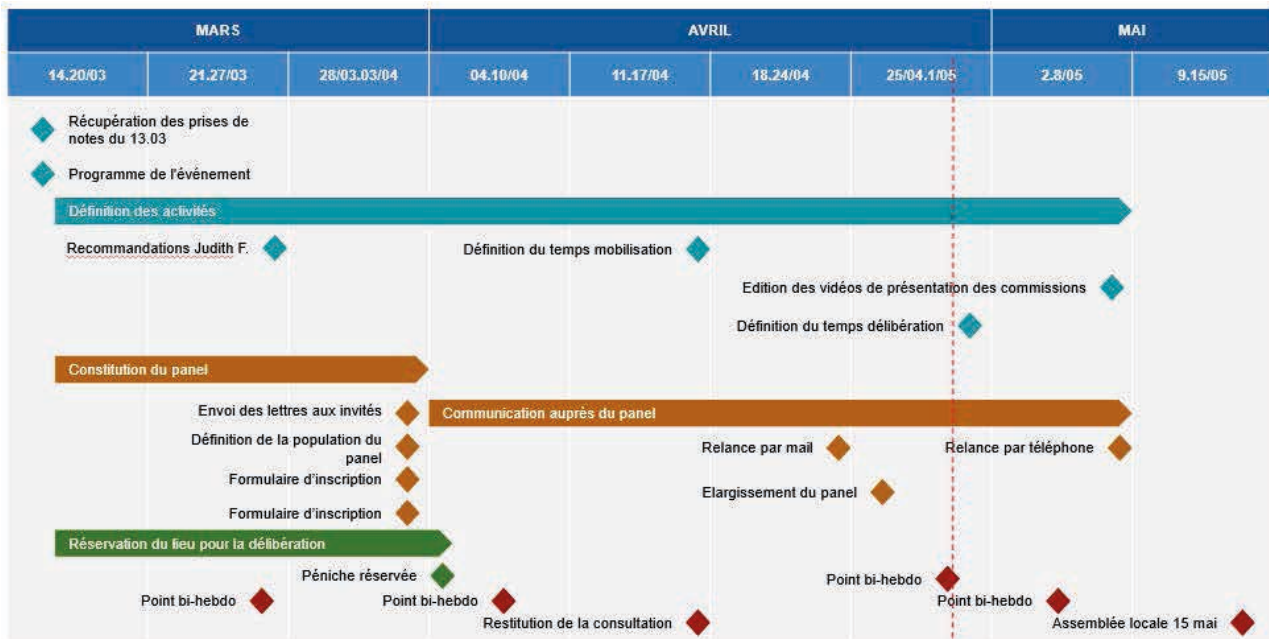 MARS AVRIL MAI
14.20/03 21.27/03 28/03.03/04 04.10/04 11.17/04 18.24/04 25/04.1/05 2.8/05 9.15/05
Récupération des prises de
notes du 13.03
Programme de l'événement
Définition des activités
Recommandations Judith F. Définition du temps mobilisation
Edition des vidéos de présentation des commissions
Définition du temps délibération
Constitution du panel
Envoi des lettres aux invités Communication auprès du panel
Définition de la population du
panel Relance par mail Relance par téléphone
Formulaire d'inscription
Elargissement du panel
Formulaire d'inscription
Réservation du lieu pour la délibération
Péniche réservée Point bi-hebdo
Point bi-hebdo Point bi-hebdo Point bi-hebdo
Restitution de la consultation Assemblée locale 15 mai